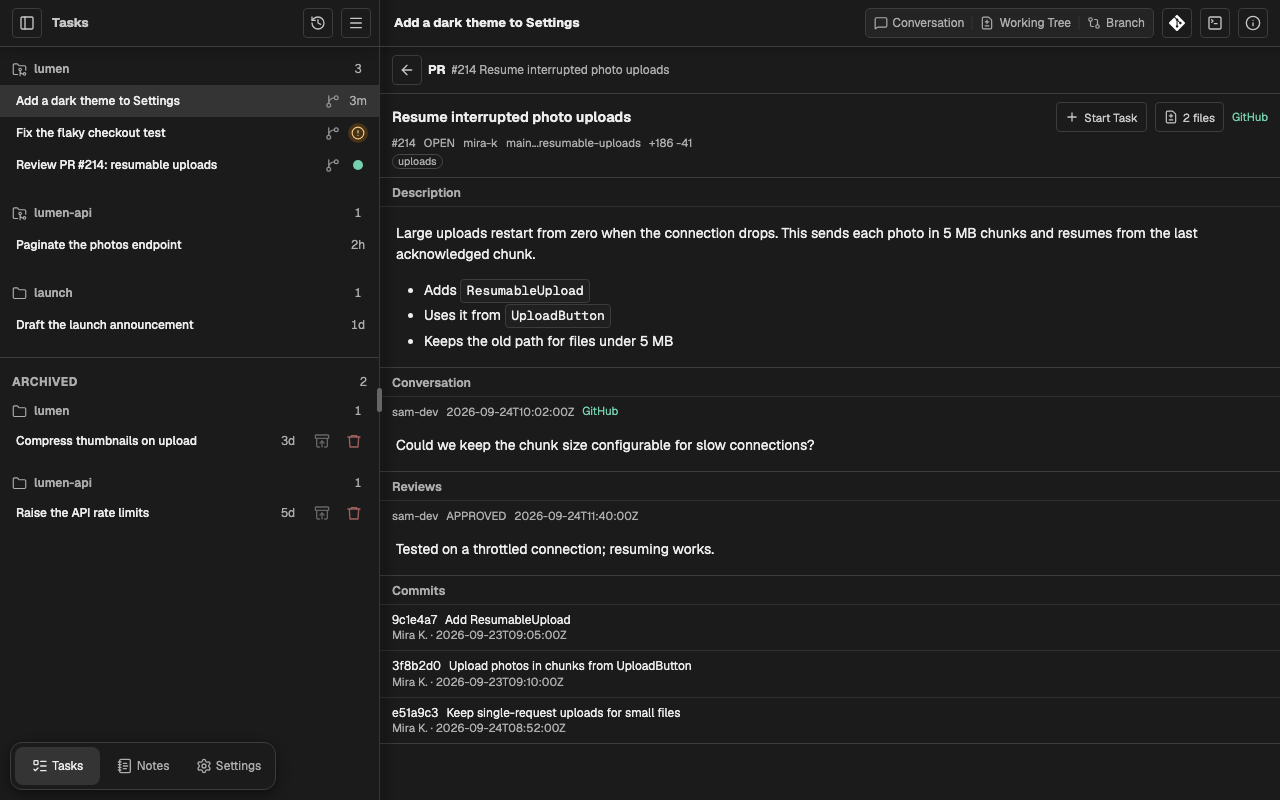 Tasks
lumen 3
Add a dark theme to Settings 3m
Fix the flaky checkout test
Review PR #214: resumable uploads
lumen-api 1
Paginate the photos endpoint 2h
launch 1
Draft the launch announcement 1d
ARCHIVED 2
lumen 1
Compress thumbnails on upload 3d
lumen-api 1
Raise the API rate limits 5d
Tasks Notes Settings
Add a dark theme to Settings Conversation Working Tree Branch
PR #214 Resume interrupted photo uploads
Resume interrupted photo uploads Start Task 2 files GitHub
#214 OPEN mira-k main...resumable-uploads +186 -41
uploads
Description
Large uploads restart from zero when the connection drops. This sends each photo in 5 MB chunks and resumes from the last
acknowledged chunk.
• Adds ResumableUpload
• Uses it from UploadButton
• Keeps the old path for files under 5 MB
Conversation
sam-dev 2026-09-24T10:02:00Z GitHub
Could we keep the chunk size configurable for slow connections?
Reviews
sam-dev APPROVED 2026-09-24T11:40:00Z
Tested on a throttled connection; resuming works.
Commits
9c1e4a7 Add ResumableUpload
Mira K. · 2026-09-23T09:05:00Z
3f8b2d0 Upload photos in chunks from UploadButton
Mira K. · 2026-09-23T09:10:00Z
e51a9c3 Keep single-request uploads for small files
Mira K. · 2026-09-24T08:52:00Z